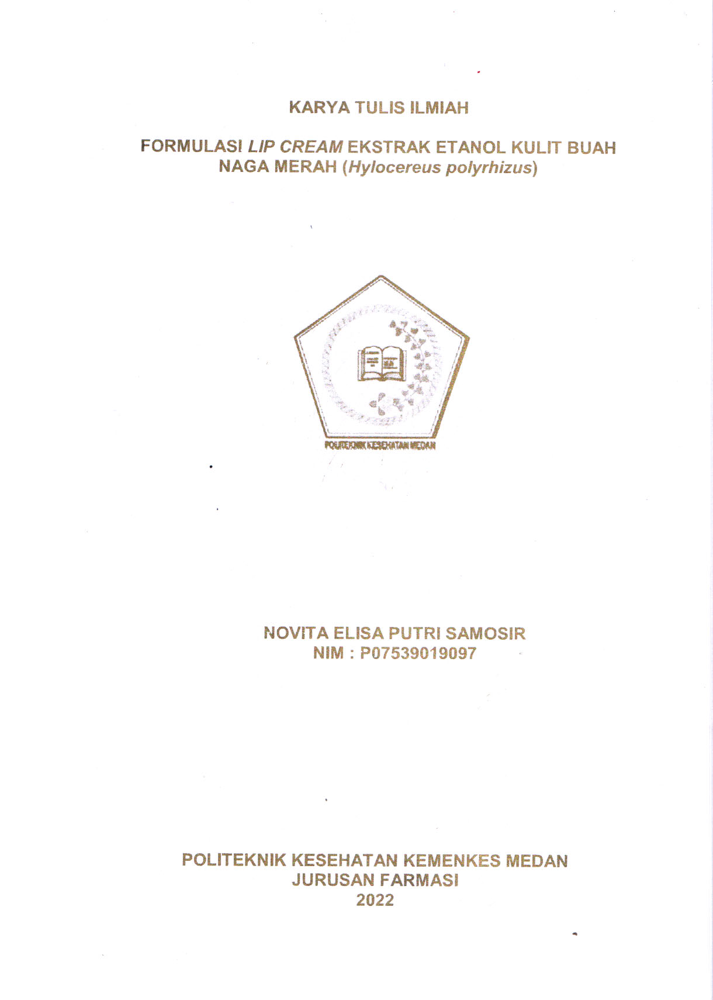 KARYA TULIS ILMIAH
FORMULASI LIP CREAM EKSTRAK ETANOL KULIT BUAH
NAGA MERAH (Hylocereus polyrhizus)
POLITEKNIK KESEHATAN MEDAN
NOVITA ELISA PUTRI SAMOSIR
NIM : P07539019097
POLITEKNIK KESEHATAN KEMENKES MEDAN
JURUSAN FARMASI
2022